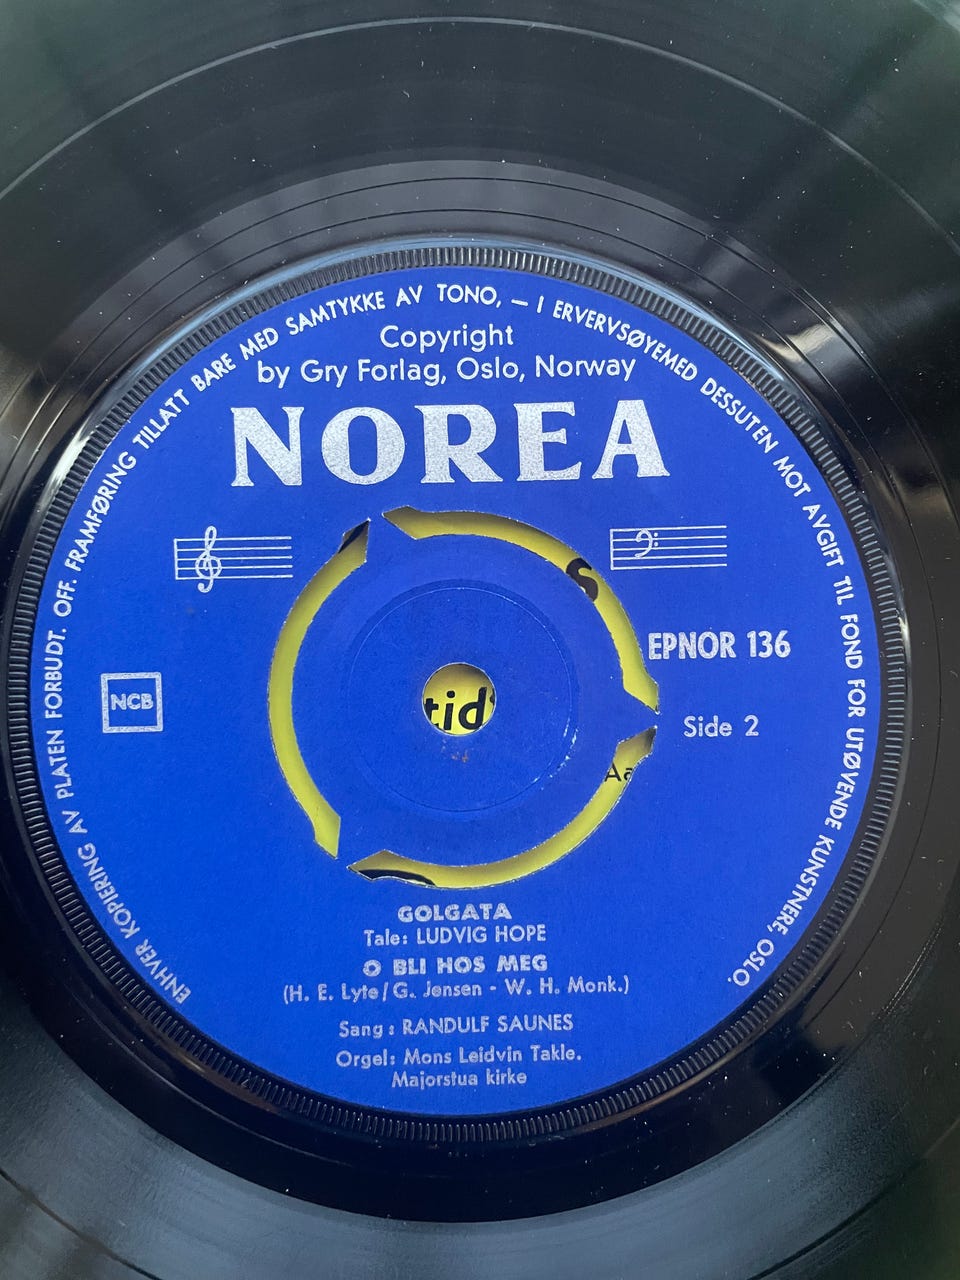 ENHVER KOPIERING AV PLATEN FORBUDT. OFF. FRAMFØRING TILLATT BARE MED SAMTYKKE AV TONO, — I ERVERVSØYEMED DESSUTEN MOT AVGIFT TIL FOND FOR UTØVENDE KUNSTNERE, OSLO.
Copyright
by Gry Forlag, Oslo, Norway
NOREA
EPNOR 136
NCB
Side 2
tid
Aa
GOLGATA
Tale: LUDVIG HOPE
O BLI HOS MEG
(H. E. Lyte/G. Jensen - W. H. Monk.)
Sang: RANDULF SAUNES
Orgel: Mons Leidvin Takle.
Majorstua kirke